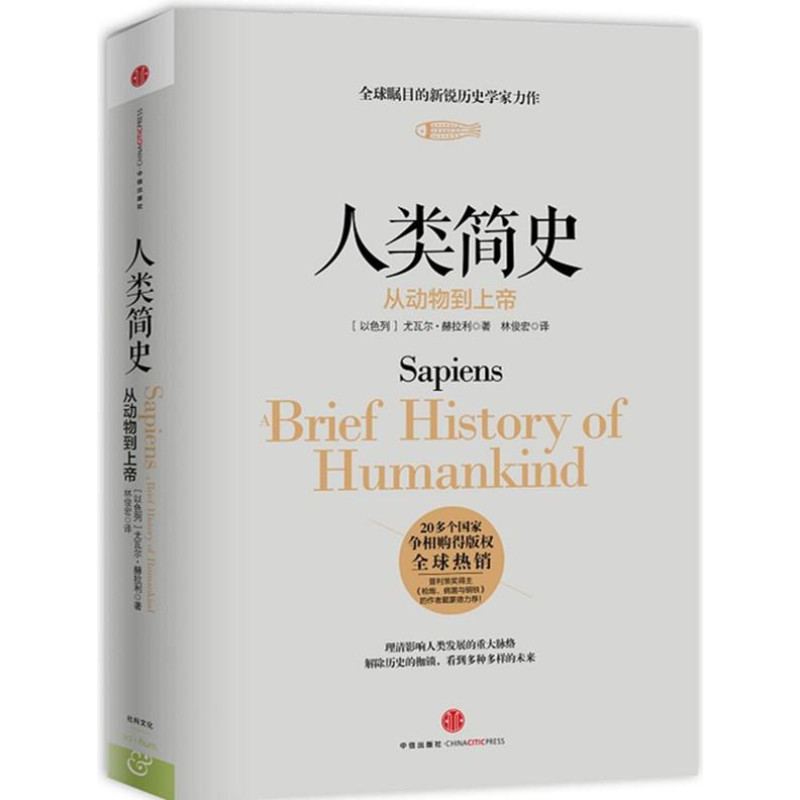 全球瞩目的新锐历史学家力作
人类简史
从动物到上帝
[以色列] 尤瓦尔·赫拉利◎著 林俊宏◎译
Sapiens
A Brief History of
Humankind
20多个国家
争相购得版权
全球热销
普利策奖得主
《枪炮、病菌与钢铁》
的作者戴蒙德力荐!
理清影响人类发展的重大脉络
解除历史的枷锁,看到多种多样的未来
中信出版社·CHINACITICPRESS
中信出版社
人类简史
从动物到上帝
Sapiens
A Brief History of Humankind
[以色列]尤瓦尔·赫拉利◎著
林俊宏◎译
社科文化